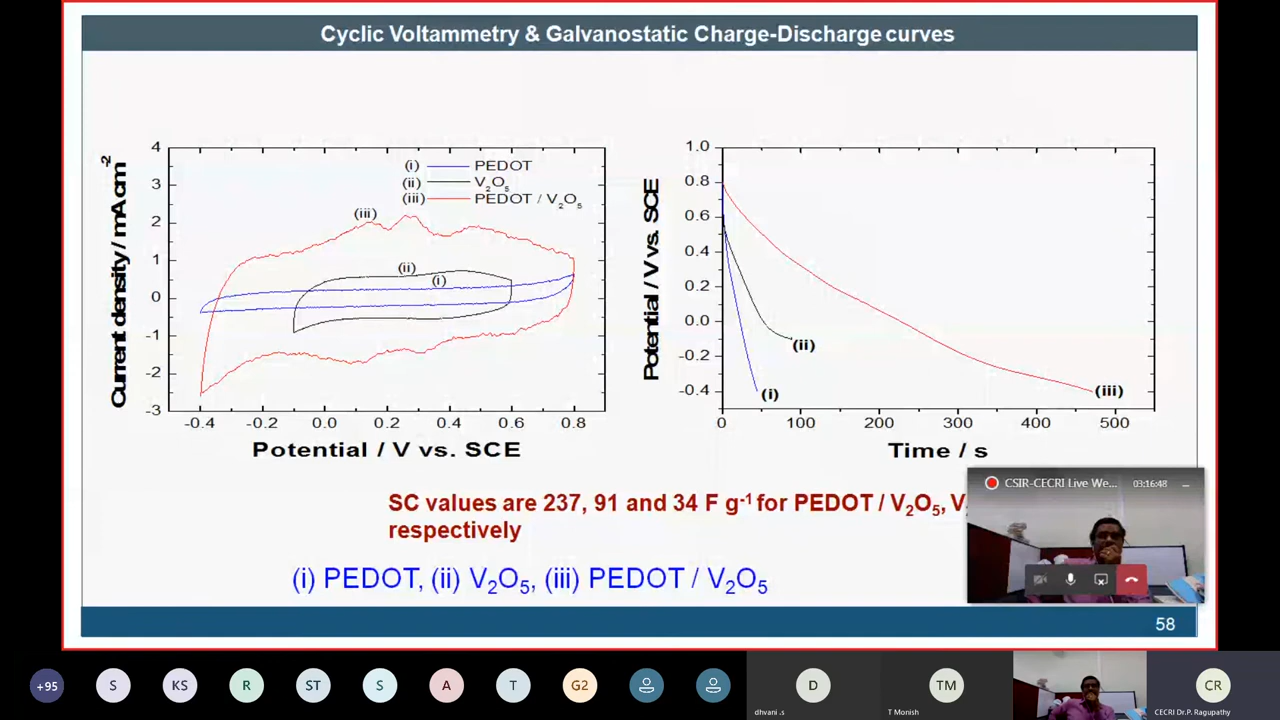 Cyclic Voltammetry & Galvanostatic Charge-Discharge curves
Current density / mA cm-2
4
3
2
1
0
-1
-2
-3
(i) PEDOT
(ii) V2O5
(iii) PEDOT / V2O5
(iii)
(ii)
(i)
-0.4 -0.2 0.0 0.2 0.4 0.6 0.8
Potential / V vs. SCE
Potential / V vs. SCE
1.0
0.8
0.6
0.4
0.2
0.0
-0.2
-0.4
(ii)
(i)
(iii)
0 100 200 300 400 500
Time / s
SC values are 237, 91 and 34 F g-1 for PEDOT / V2O5, V
respectively
(i) PEDOT, (ii) V2O5, (iii) PEDOT / V2O5
CSIR-CECRI Live We... 03:16:48
58
+95 S KS R ST S A T G2 D TM CR
dhvani .s T Monish CECRI Dr.P. Ragupathy